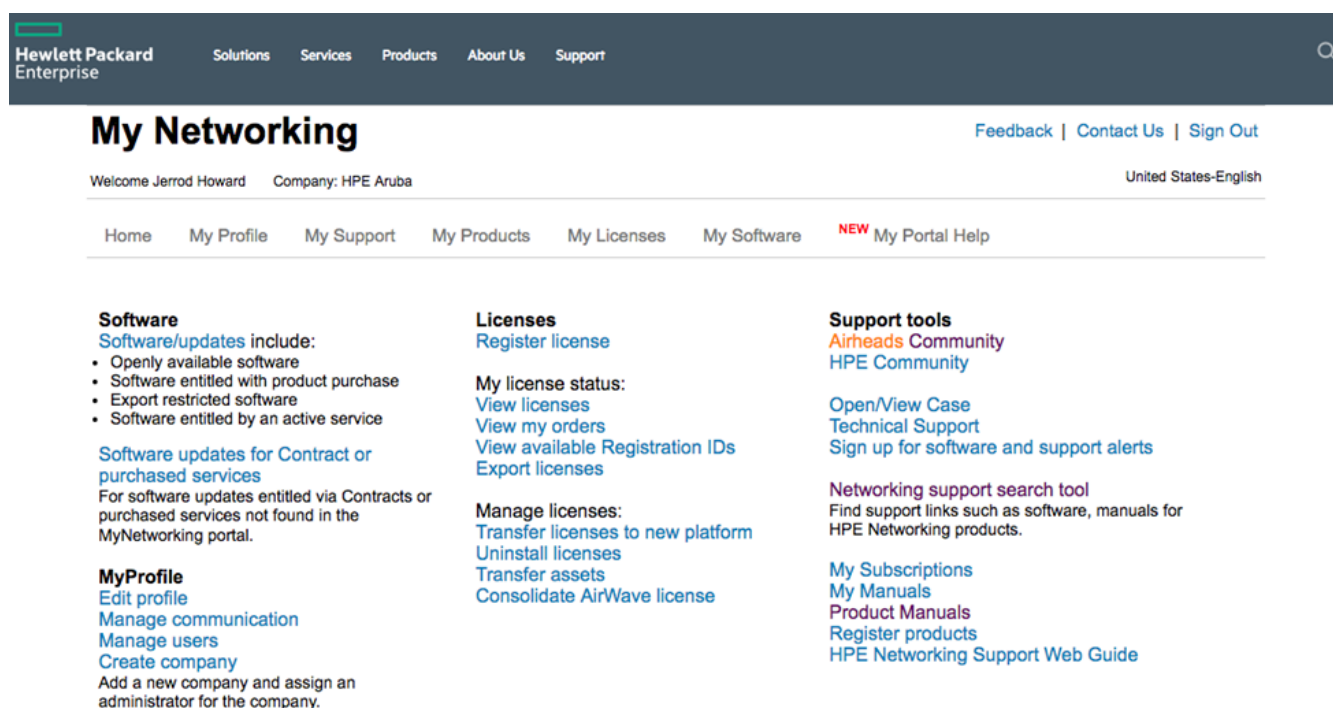 Hewlett Packard
Enterprise
Solutions Services Products About Us Support
My Networking
Feedback | Contact Us | Sign Out
Welcome Jerrod Howard Company: HPE Aruba
United States-English
Home My Profile My Support My Products My Licenses My Software NEW My Portal Help
Software
Software/updates include:
• Openly available software
• Software entitled with product purchase
• Export restricted software
• Software entitled by an active service
Software updates for Contract or
purchased services
For software updates entitled via Contracts or
purchased services not found in the
MyNetworking portal.
MyProfile
Edit profile
Manage communication
Manage users
Create company
Add a new company and assign an
administrator for the company.
Licenses
Register license
My license status:
View licenses
View my orders
View available Registration IDs
Export licenses
Manage licenses:
Transfer licenses to new platform
Uninstall licenses
Transfer assets
Consolidate AirWave license
Support tools
Airheads Community
HPE Community
Open/View Case
Technical Support
Sign up for software and support alerts
Networking support search tool
Find support links such as software, manuals for
HPE Networking products.
My Subscriptions
My Manuals
Product Manuals
Register products
HPE Networking Support Web Guide